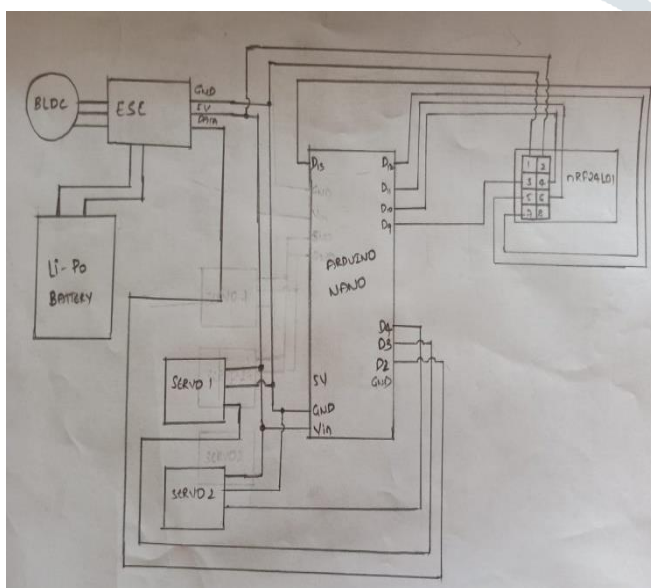 BLDC
ESC
GND
5V
DATA
Li-Po
BATTERY
D13
D12
D11
D10
D9
ARDUINO
NANO
D4
D3
D2
GND
5V
GND
Vin
nRF24L01
1 2
3 4
5 6
7 8
SERVO 1
SERVO 2